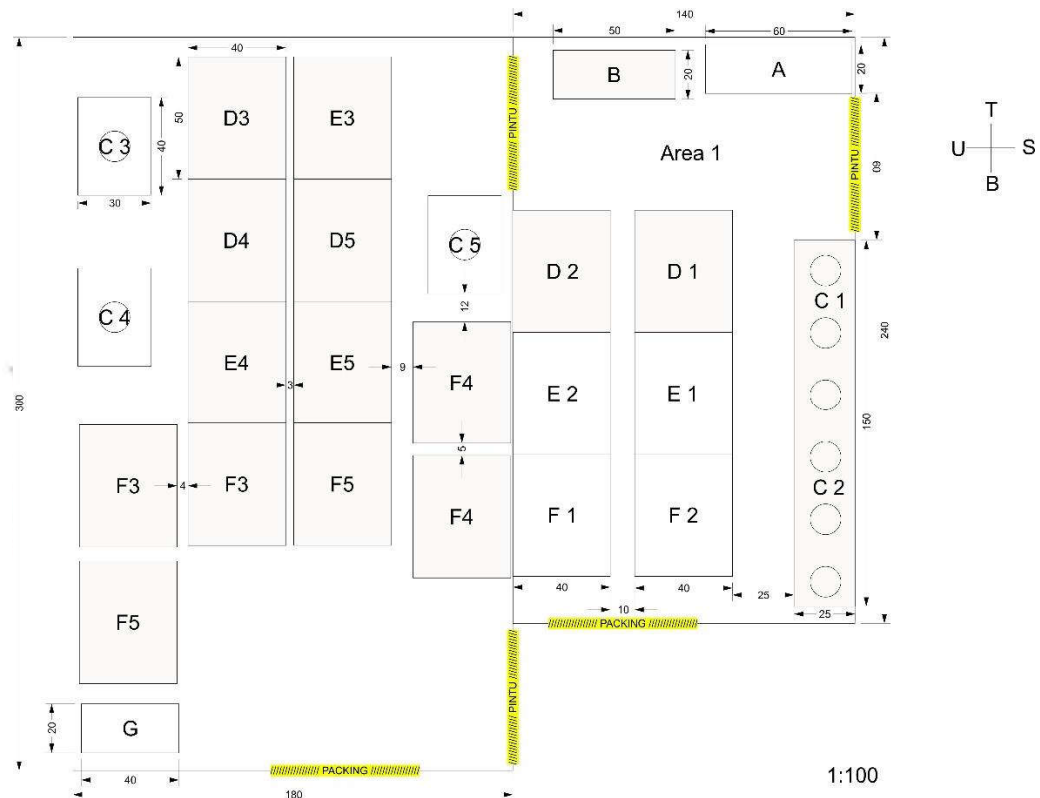 140
50
60
40
B
20
A
20
D3
E3
PINTU
50
C 3
40
Area 1
PINTU
60
T
U S
B
30
D4
D5
C 5
D 2
D 1
C 1
12
C 4
240
300
E4
3
E5
9
F4
E 2
E 1
150
5
F3
4
F3
F5
F4
F 1
F 2
C 2
40
40
25
10
25
F5
PACKING
PINTU
20
G
40
PACKING
180
1:100